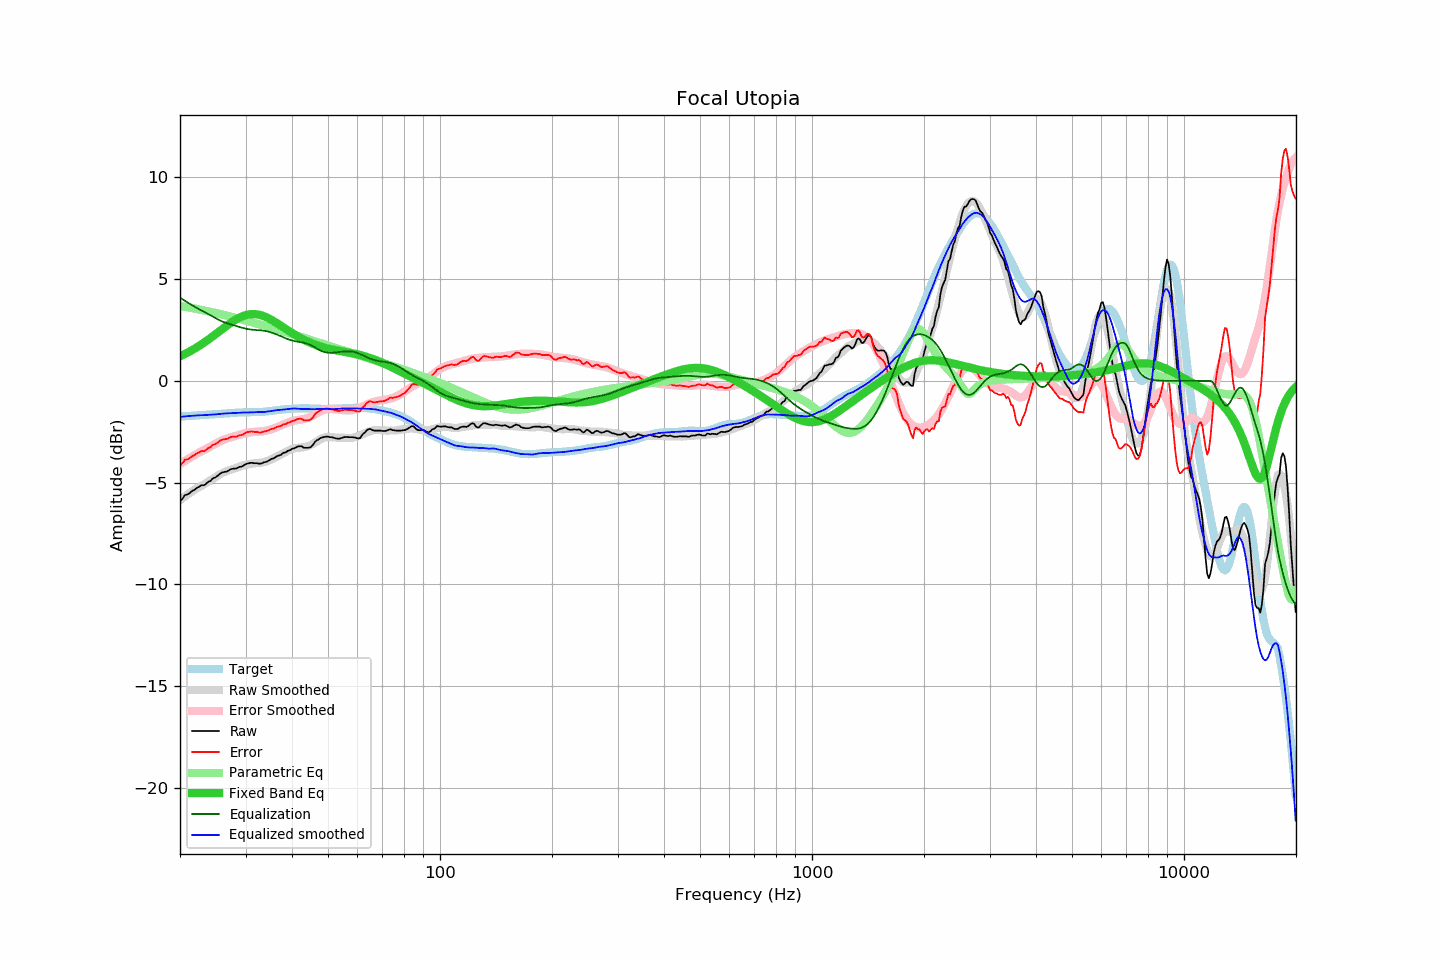 Focal Utopia
10
5
0
−5
−10
−15
−20
Amplitude (dBr)
Target
Raw Smoothed
Error Smoothed
Raw
Error
Parametric Eq
Fixed Band Eq
Equalization
Equalized smoothed
100
1000
10000
Frequency (Hz)